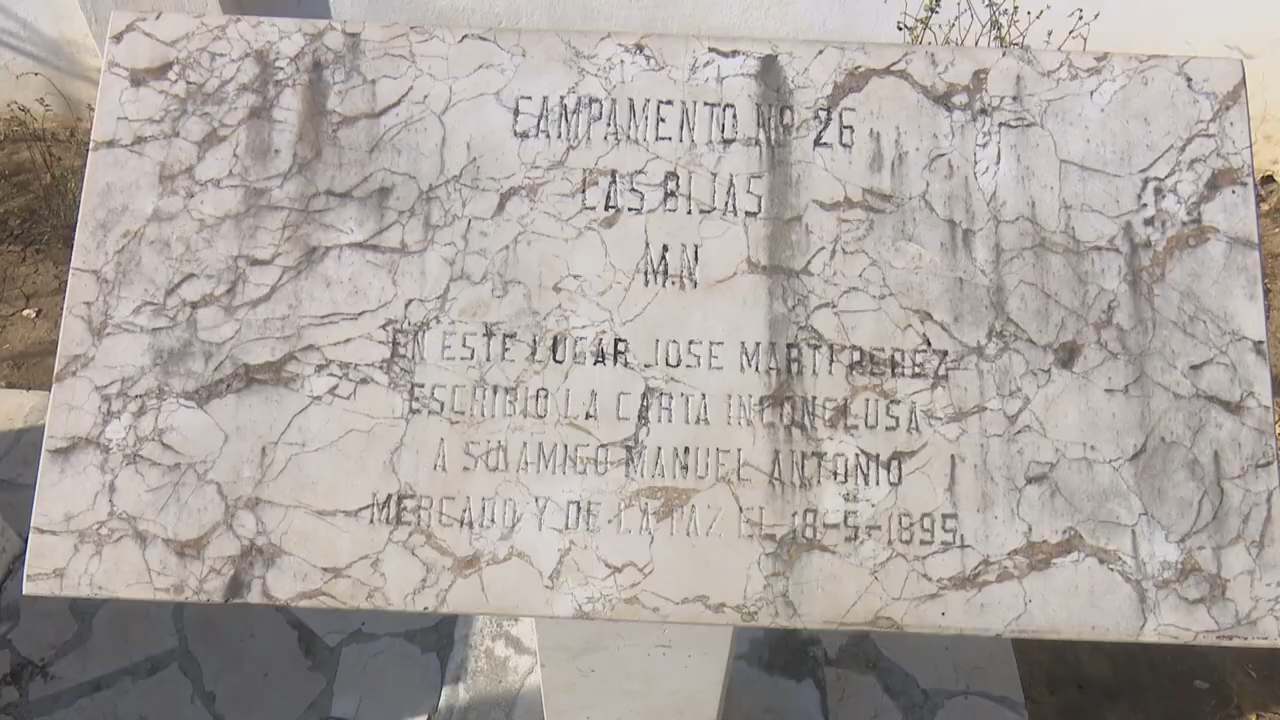 CAMPAMENTO Nº 26
LAS BIJAS
M.N
EN ESTE LUGAR JOSE MARTI PEREZ
ESCRIBIO LA CARTA INCONCLUSA
A SU AMIGO MANUEL ANTONIO
MERCADO Y DE LA PAZ EL 18-5-1895